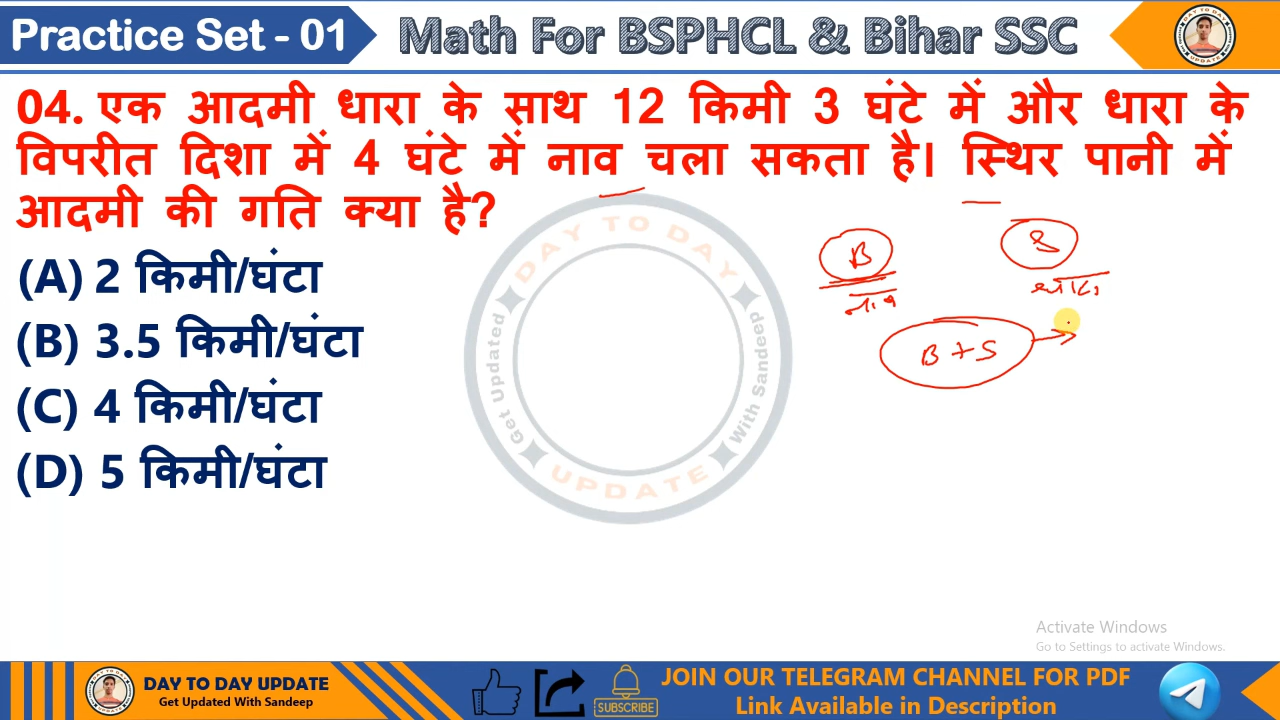 Practice Set - 01
Math For BSPHCL & Bihar SSC
04. एक आदमी धारा के साथ 12 किमी 3 घंटे में और धारा के
विपरीत दिशा में 4 घंटे में नाव चला सकता है। स्थिर पानी में
आदमी की गति क्या है?
(A) 2 किमी/घंटा
(B) 3.5 किमी/घंटा
(C) 4 किमी/घंटा
(D) 5 किमी/घंटा
DAY TO DAY
Get Updated
With Sandeep
UPDATE
B
S
नाव
धारा
B + S
Activate Windows
Go to Settings to activate Windows.
DAY TO DAY UPDATE
Get Updated With Sandeep
SUBSCRIBE
JOIN OUR TELEGRAM CHANNEL FOR PDF
Link Available in Description